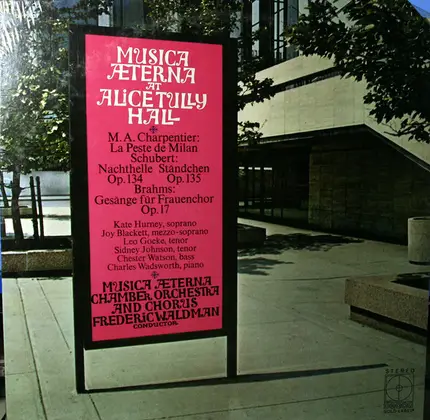 MUSICA
ÆTERNA
AT
ALICE TULLY
HALL
M. A. Charpentier:
La Peste de Milan
Schubert:
Nachthelle Ständchen
Op. 134 Op. 135
Brahms:
Gesänge für Frauenchor
Op. 17
Kate Hurney, soprano
Joy Blackett, mezzo-soprano
Leo Goeke, tenor
Sidney Johnson, tenor
Chester Watson, bass
Charles Wadsworth, piano
MUSICA ÆTERNA
CHAMBER ORCHESTRA
AND CHORUS
FREDERIC WALDMAN
CONDUCTOR
STEREO